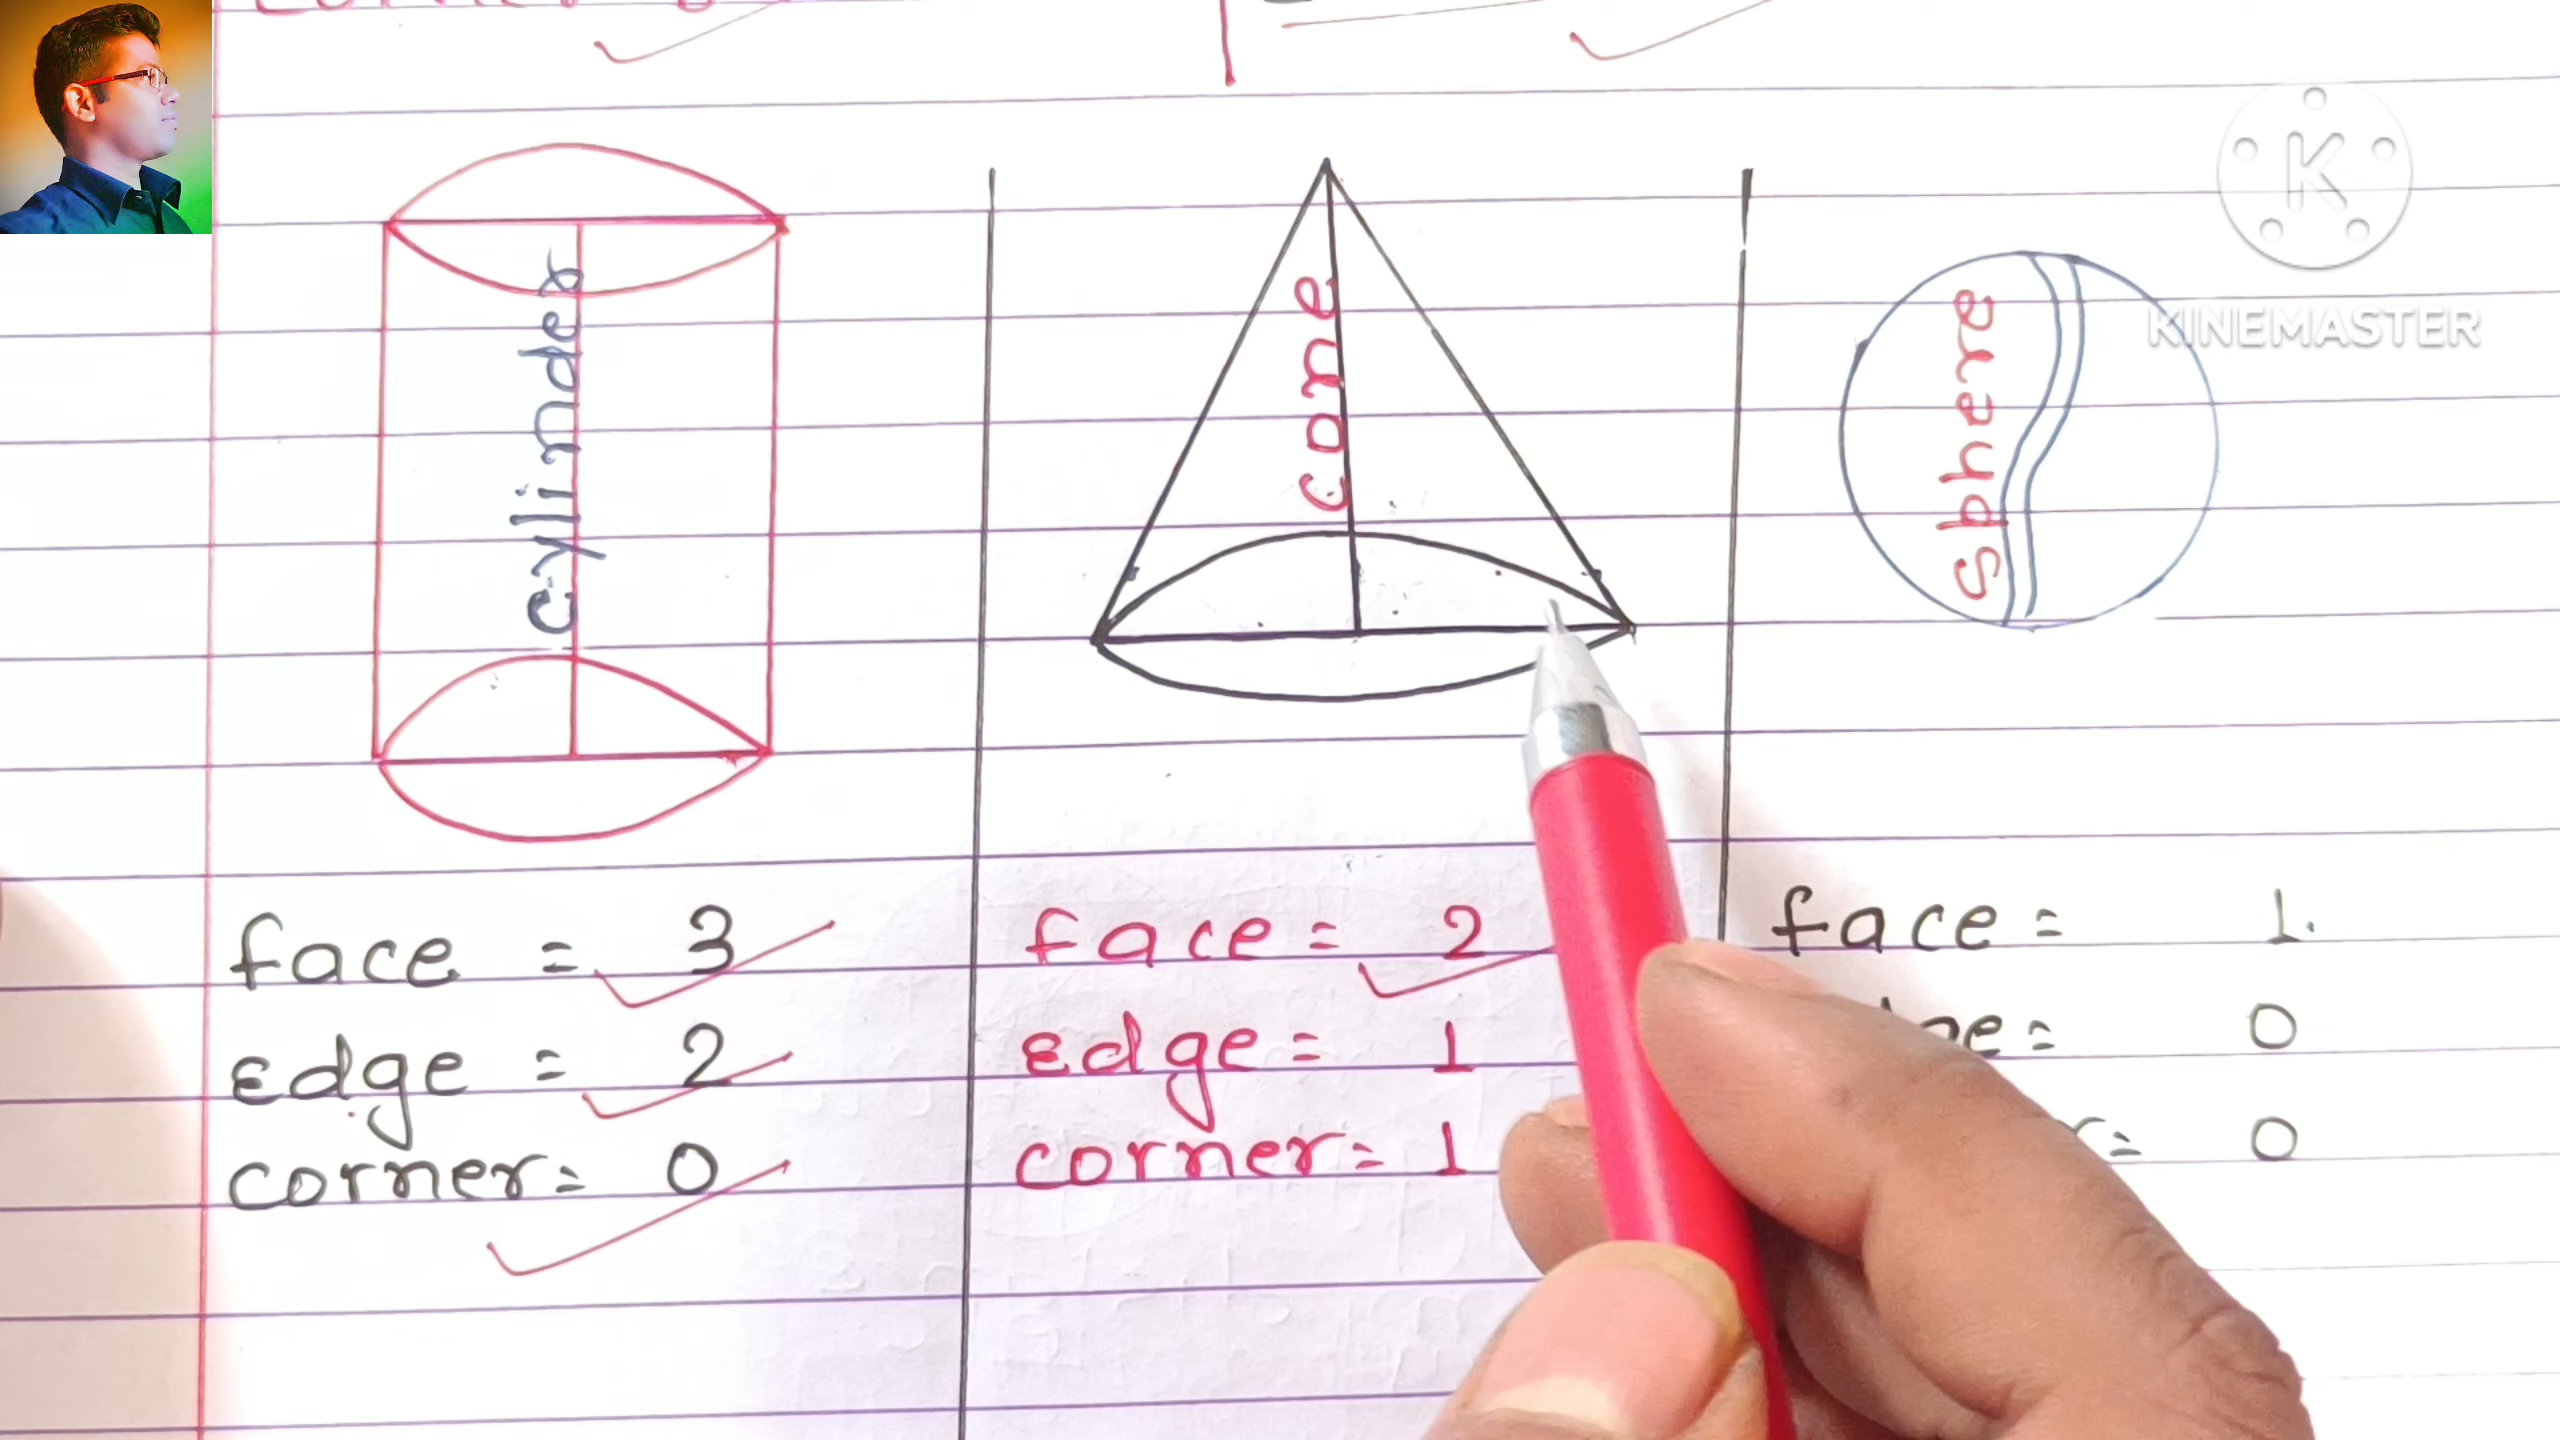 cylinder
cone
sphere
K
KINEMASTER
face = 3
edge = 2
corner = 0
face = 2
edge = 1
corner = 1
face = 1.
0
0